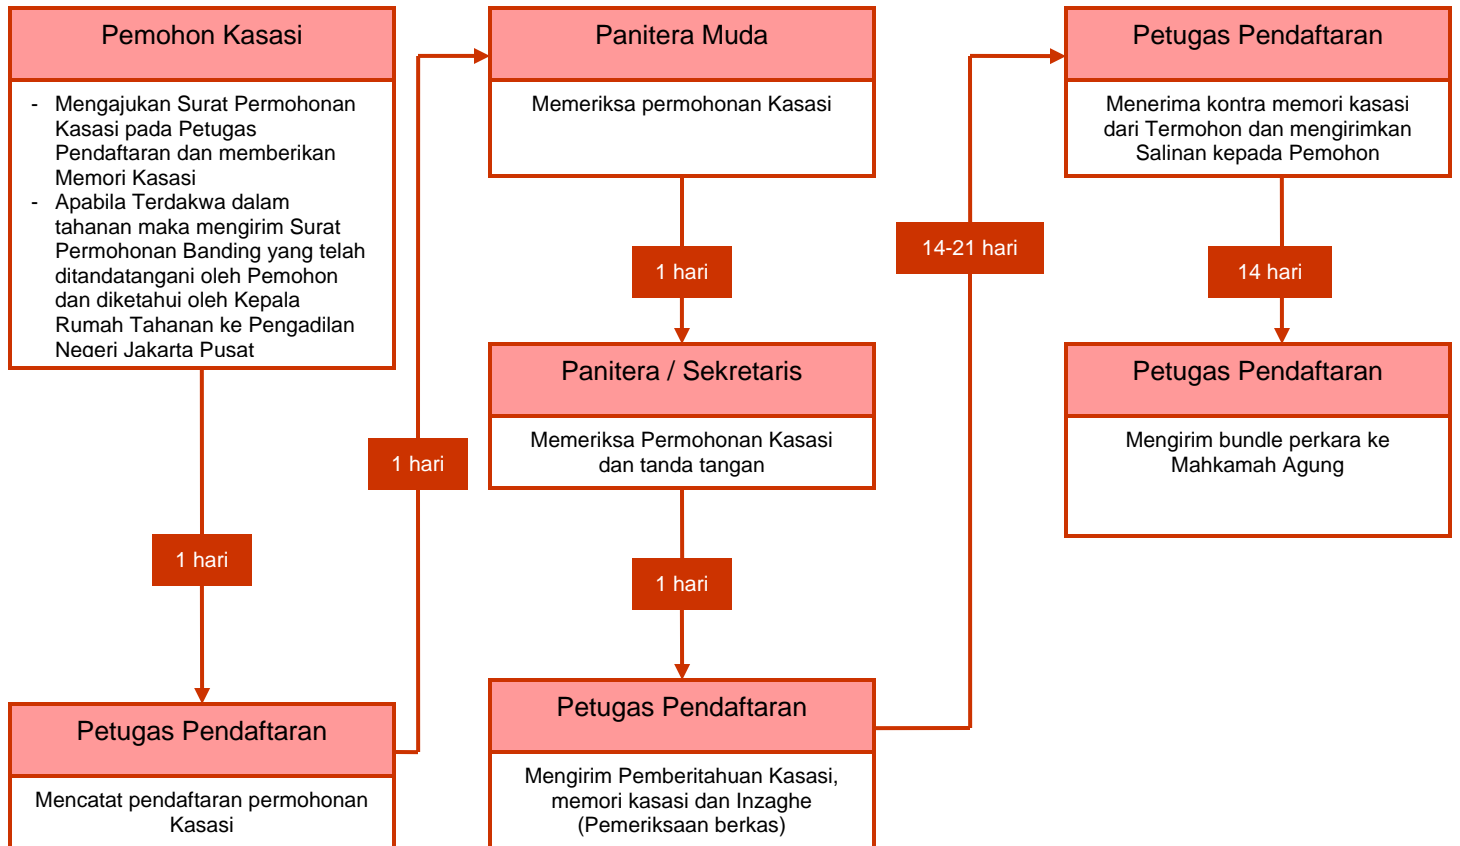 Pemohon Kasasi
- Mengajukan Surat Permohonan
Kasasi pada Petugas
Pendaftaran dan memberikan
Memori Kasasi
- Apabila Terdakwa dalam
tahanan maka mengirim Surat
Permohonan Banding yang telah
ditandatangani oleh Pemohon
dan diketahui oleh Kepala
Rumah Tahanan ke Pengadilan
Negeri Jakarta Pusat
1 hari
Petugas Pendaftaran
Mencatat pendaftaran permohonan
Kasasi
1 hari
Panitera Muda
Memeriksa permohonan Kasasi
1 hari
Panitera / Sekretaris
Memeriksa Permohonan Kasasi
dan tanda tangan
1 hari
Petugas Pendaftaran
Mengirim Pemberitahuan Kasasi,
memori kasasi dan Inzaghe
(Pemeriksaan berkas)
14-21 hari
Petugas Pendaftaran
Menerima kontra memori kasasi
dari Termohon dan mengirimkan
Salinan kepada Pemohon
14 hari
Petugas Pendaftaran
Mengirim bundle perkara ke
Mahkamah Agung